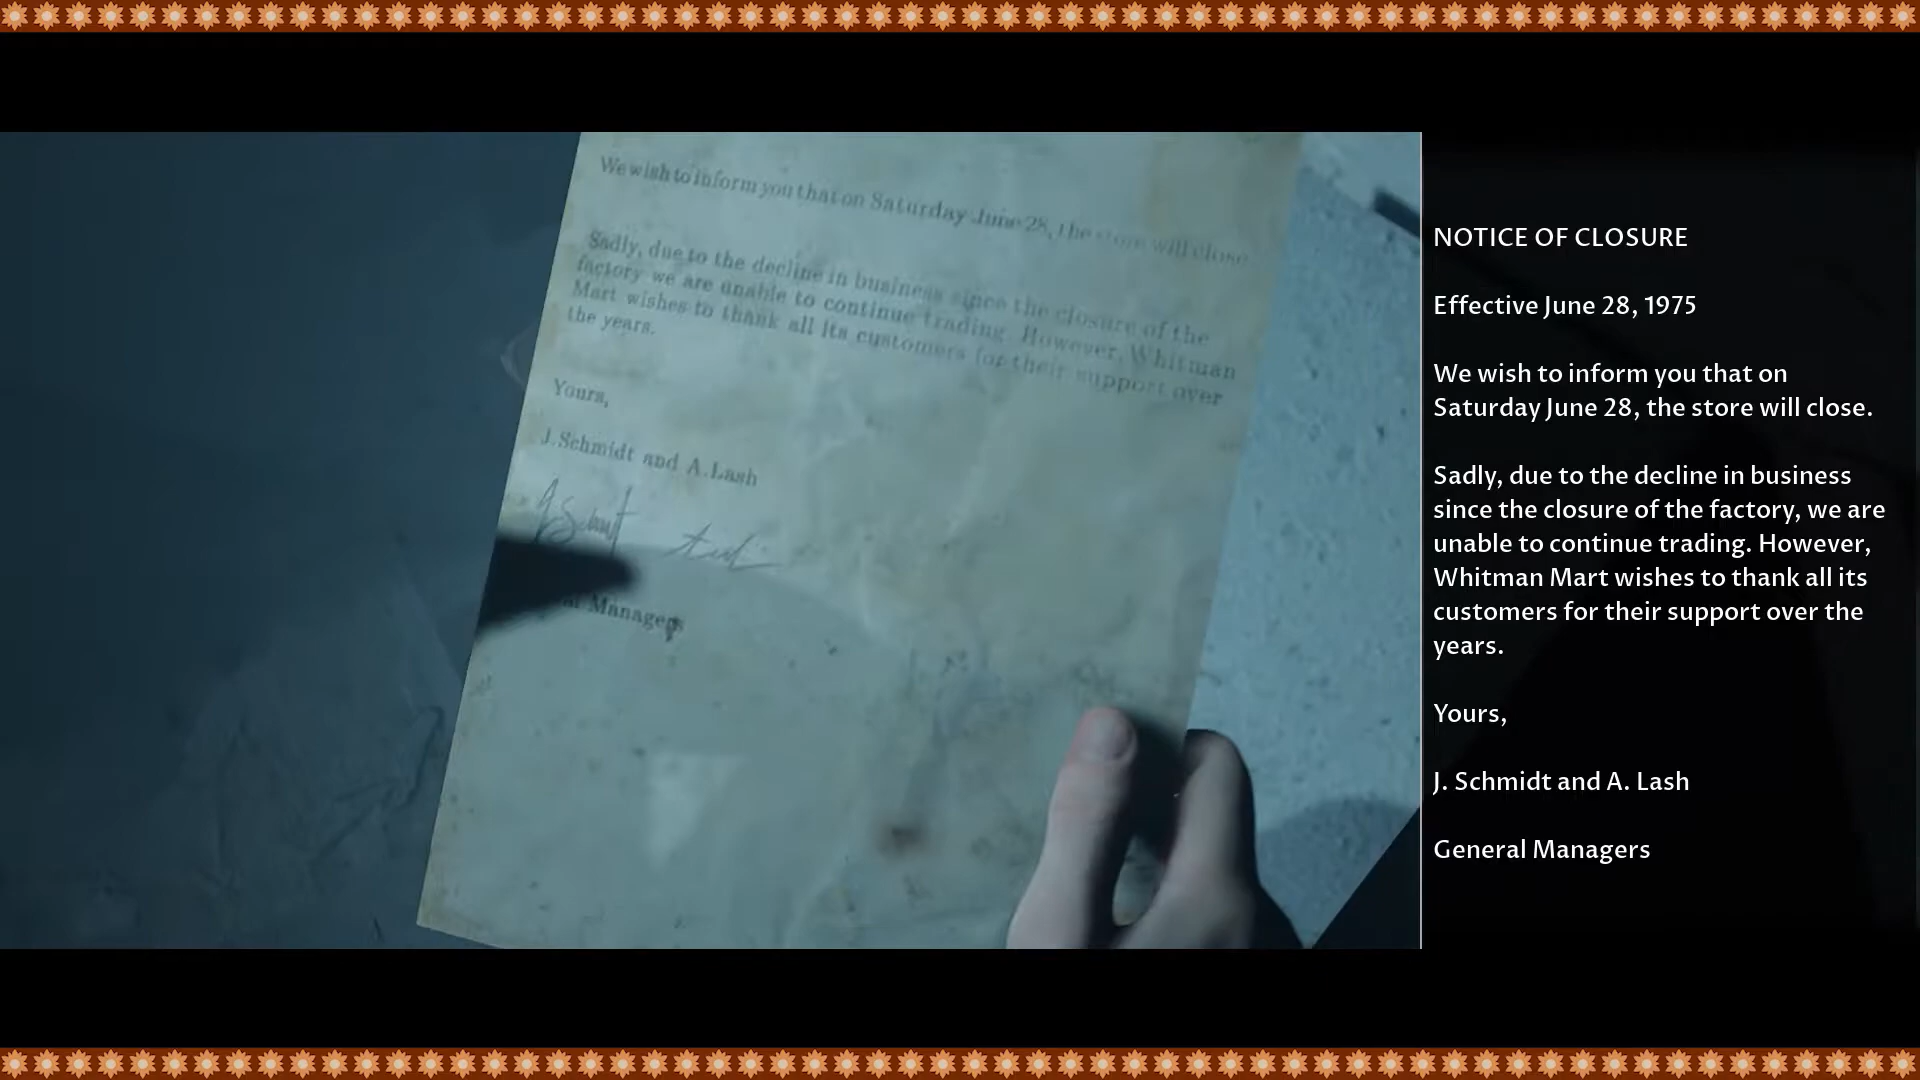 We wish to inform you that on Saturday June 28, the store will close
Sadly, due to the decline in business since the closure of the
factory we are unable to continue trading. However, Whitman
Mart wishes to thank all its customers for their support over
the years.
Yours,
J.Schmidt and A.Lash
Managers
NOTICE OF CLOSURE
Effective June 28, 1975
We wish to inform you that on
Saturday June 28, the store will close.
Sadly, due to the decline in business
since the closure of the factory, we are
unable to continue trading. However,
Whitman Mart wishes to thank all its
customers for their support over the
years.
Yours,
J. Schmidt and A. Lash
General Managers